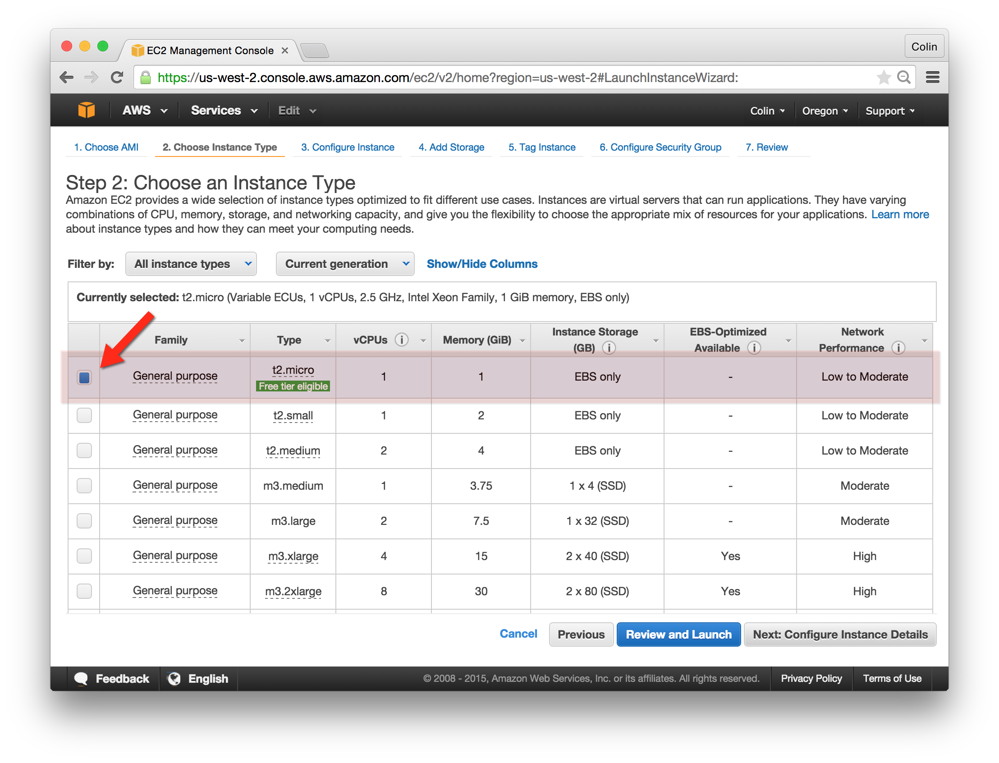 EC2 Management Console
Colin
https://us-west-2.console.aws.amazon.com/ec2/v2/home?region=us-west-2#LaunchInstanceWizard:
AWS Services Edit Colin Oregon Support
1. Choose AMI 2. Choose Instance Type 3. Configure Instance 4. Add Storage 5. Tag Instance 6. Configure Security Group 7. Review
Step 2: Choose an Instance Type
Amazon EC2 provides a wide selection of instance types optimized to fit different use cases. Instances are virtual servers that can run applications. They have varying
combinations of CPU, memory, storage, and networking capacity, and give you the flexibility to choose the appropriate mix of resources for your applications. Learn more
about instance types and how they can meet your computing needs.
Filter by: All instance types Current generation Show/Hide Columns
Currently selected: t2.micro (Variable ECUs, 1 vCPUs, 2.5 GHz, Intel Xeon Family, 1 GiB memory, EBS only)
Family Type vCPUs Memory (GiB) Instance Storage (GB) EBS-Optimized Available Network Performance
General purpose t2.micro Free tier eligible 1 1 EBS only - Low to Moderate
General purpose t2.small 1 2 EBS only - Low to Moderate
General purpose t2.medium 2 4 EBS only - Low to Moderate
General purpose m3.medium 1 3.75 1 x 4 (SSD) - Moderate
General purpose m3.large 2 7.5 1 x 32 (SSD) - Moderate
General purpose m3.xlarge 4 15 2 x 40 (SSD) Yes High
General purpose m3.2xlarge 8 30 2 x 80 (SSD) Yes High
Cancel Previous Review and Launch Next: Configure Instance Details
Feedback English © 2008 - 2015, Amazon Web Services, Inc. or its affiliates. All rights reserved. Privacy Policy Terms of Use